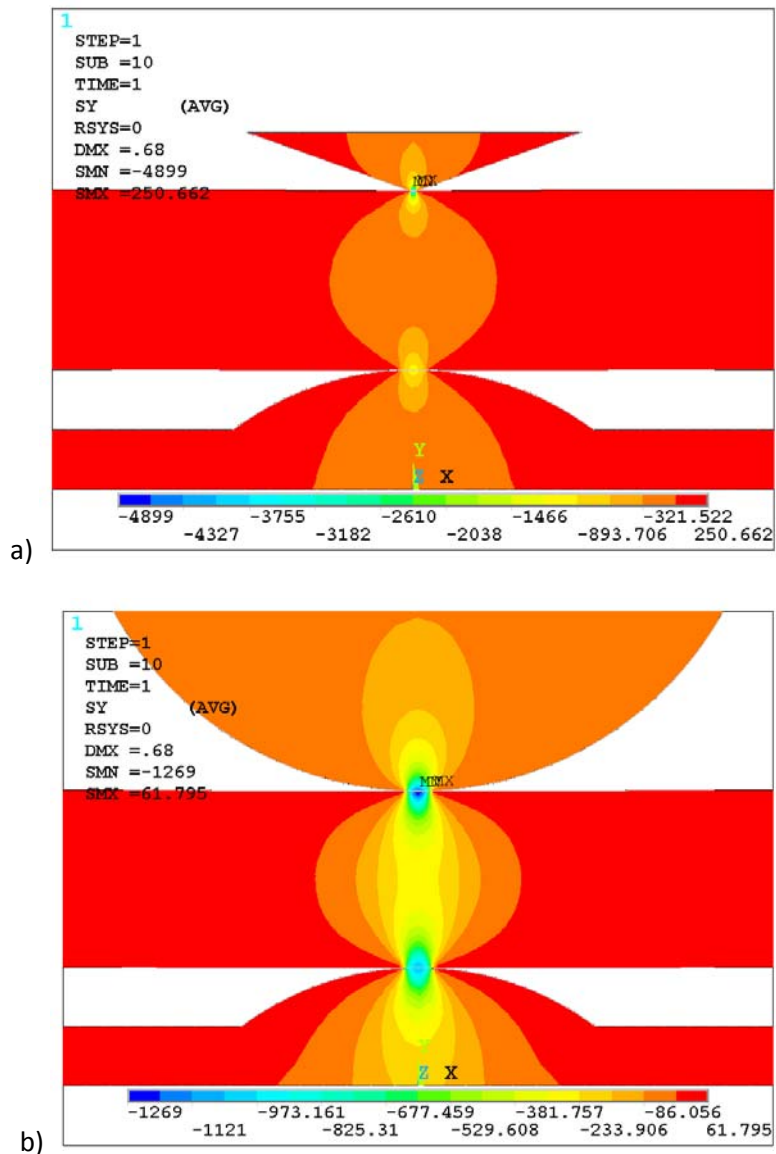 1
STEP=1
SUB =10
TIME=1
SY (AVG)
RSYS=0
DMX =.68
SMN =-4899
SMX =250.662
MX
Y
Z X
-4899 -3755 -2610 -1466 -321.522
-4327 -3182 -2038 -893.706 250.662
a)
1
STEP=1
SUB =10
TIME=1
SY (AVG)
RSYS=0
DMX =.68
SMN =-1269
SMX =61.795
MNMX
Y
Z X
-1269 -973.161 -677.459 -381.757 -86.056
-1121 -825.31 -529.608 -233.906 61.795
b)